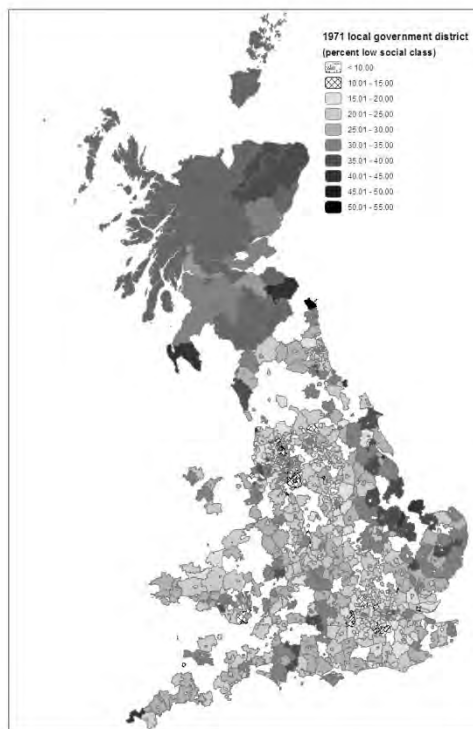 1971 local government district
(percent low social class)
< 10.00
10.01 - 15.00
15.01 - 20.00
20.01 - 25.00
25.01 - 30.00
30.01 - 35.00
35.01 - 40.00
40.01 - 45.00
45.01 - 50.00
50.01 - 55.00